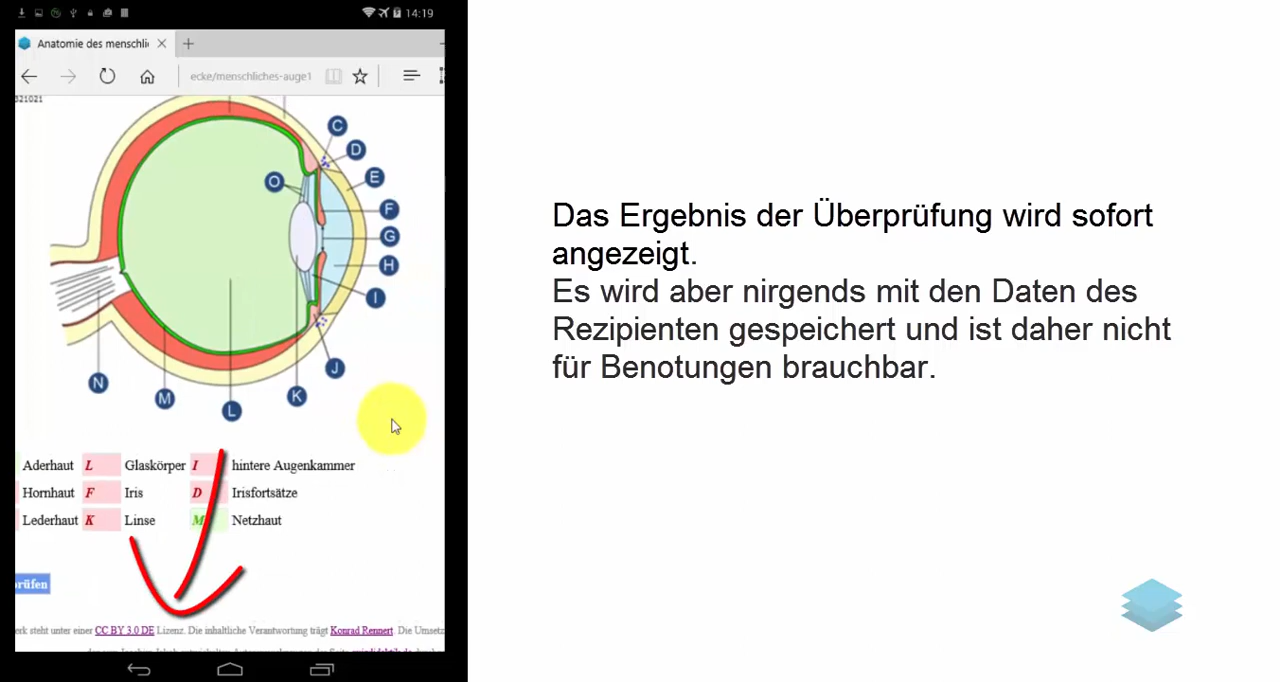 14:19
Anatomie des menschli
ecke/menschliches-auge1
321021
C
D
E
O
F
G
H
I
J
N
M
L
K
Aderhaut L Glaskörper I hintere Augenkammer
Hornhaut F Iris D Irisfortsätze
Lederhaut K Linse M Netzhaut
rüfen
erk steht unter einer CC BY 3.0 DE Lizenz. Die inhaltliche Verantwortung trägt Konrad Rennert. Die Umsetz
Das Ergebnis der Überprüfung wird sofort
angezeigt.
Es wird aber nirgends mit den Daten des
Rezipienten gespeichert und ist daher nicht
für Benotungen brauchbar.